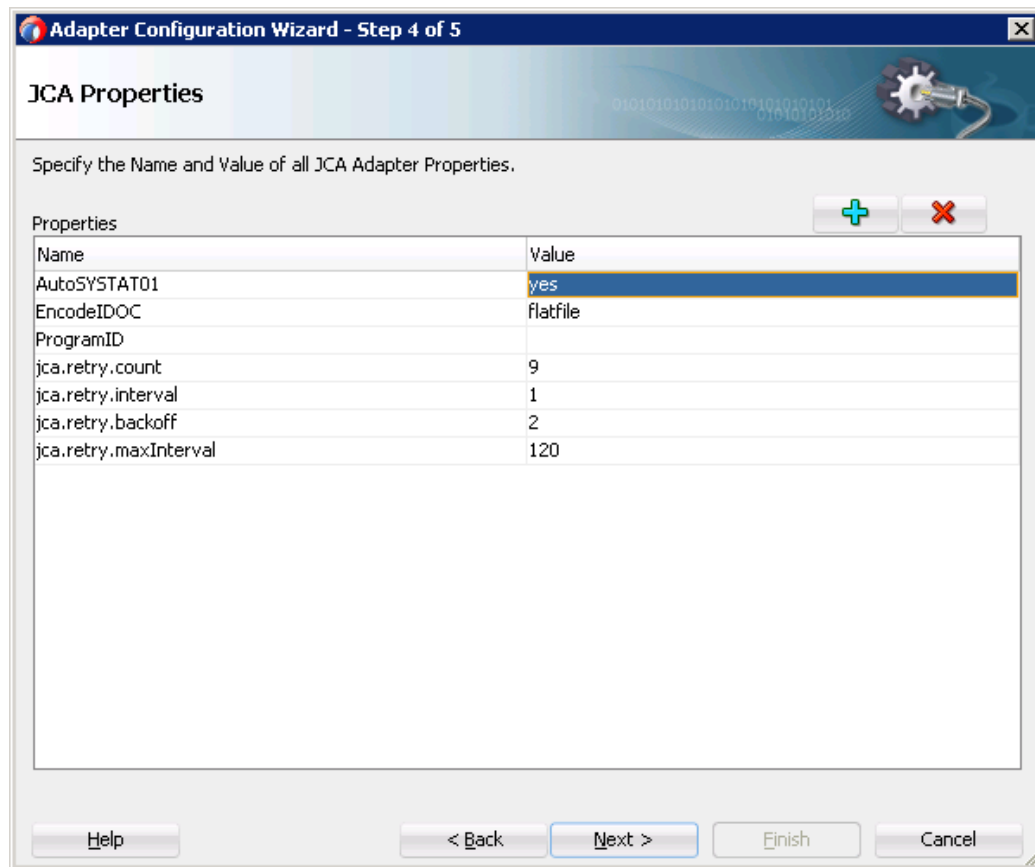 Adapter Configuration Wizard - Step 4 of 5
JCA Properties
Specify the Name and Value of all JCA Adapter Properties.
Properties
Name Value
AutoSYSTAT01 yes
EncodeIDOC flatfile
ProgramID
jca.retry.count 9
jca.retry.interval 1
jca.retry.backoff 2
jca.retry.maxInterval 120
Help < Back Next > Finish Cancel